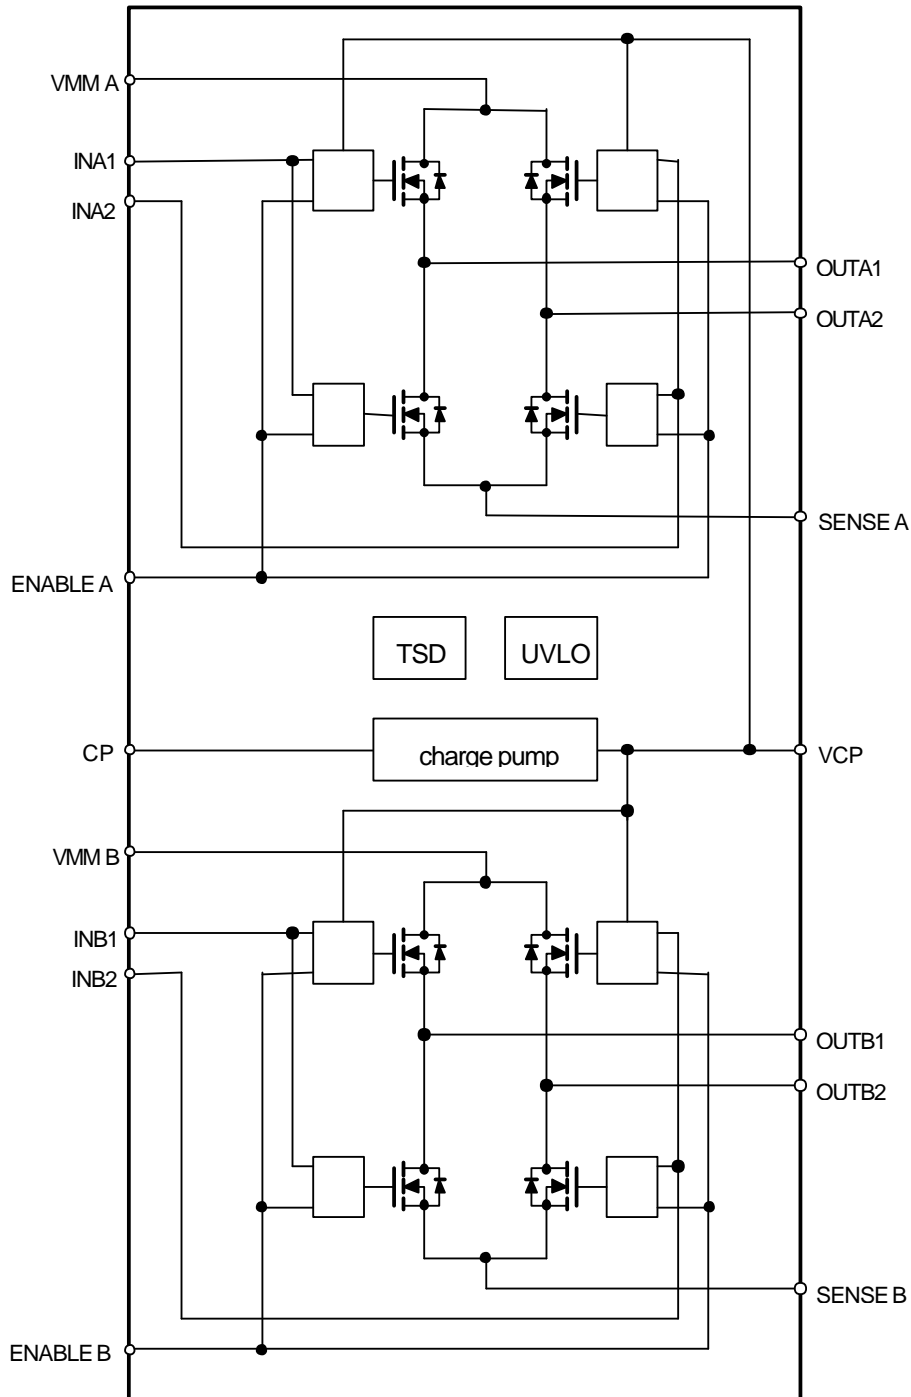 VMM A
INA1
INA2
OUTA1
OUTA2
SENSE A
ENABLE A
TSD
UVLO
CP
charge pump
VCP
VMM B
INB1
INB2
OUTB1
OUTB2
SENSE B
ENABLE B